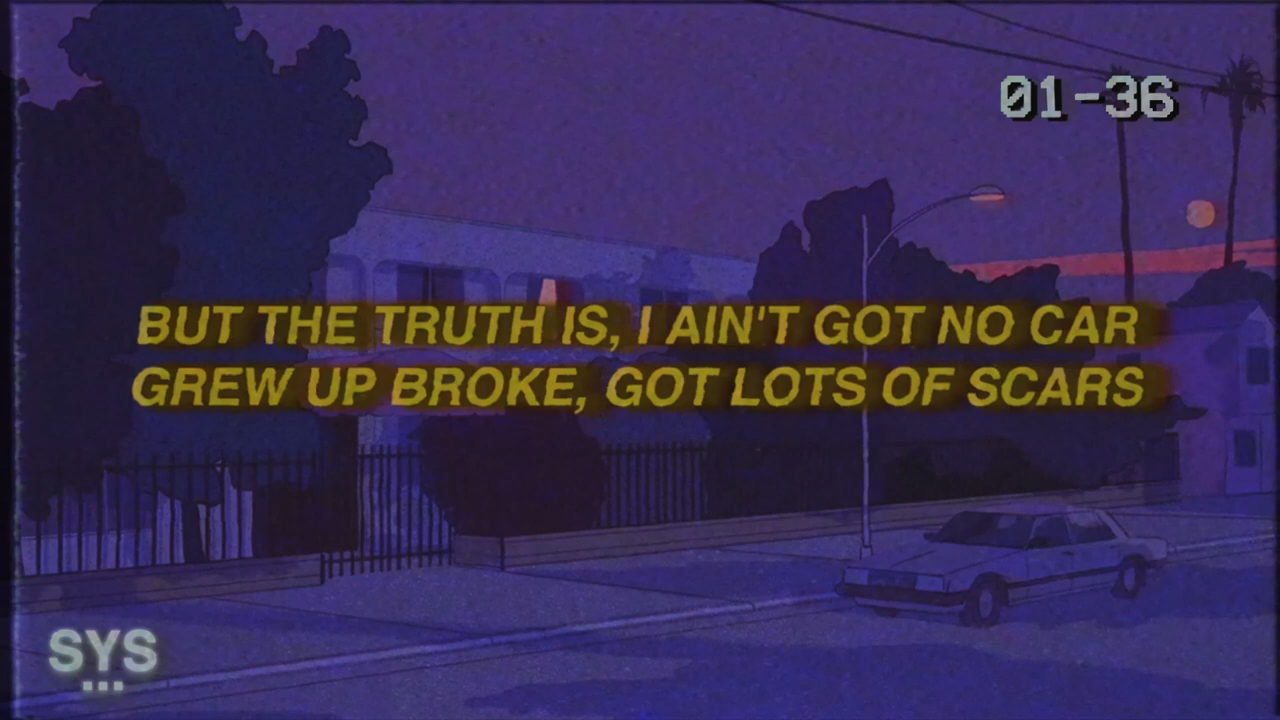 01-36
BUT THE TRUTH IS, I AIN'T GOT NO CAR
GREW UP BROKE, GOT LOTS OF SCARS
SYS
...